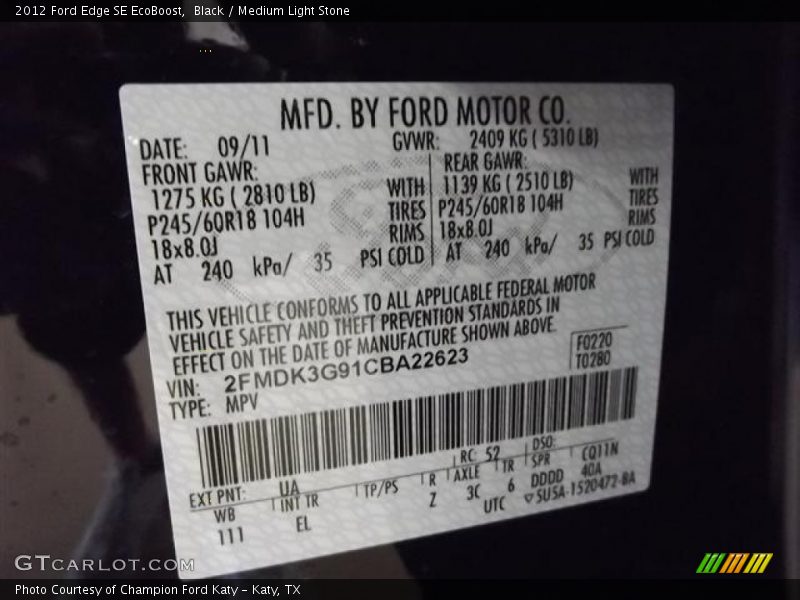 2012 Ford Edge SE EcoBoost, Black / Medium Light Stone
MFD. BY FORD MOTOR CO.
DATE: 09/11 GVWR: 2409 KG ( 5310 LB)
FRONT GAWR: REAR GAWR:
1275 KG ( 2810 LB) WITH 1139 KG ( 2510 LB) WITH
P245/60R18 104H TIRES P245/60R18 104H TIRES
18x8.0J RIMS 18x8.0J RIMS
AT 240 kPa/ 35 PSI COLD AT 240 kPa/ 35 PSI COLD
THIS VEHICLE CONFORMS TO ALL APPLICABLE FEDERAL MOTOR
VEHICLE SAFETY AND THEFT PREVENTION STANDARDS IN
EFFECT ON THE DATE OF MANUFACTURE SHOWN ABOVE.
F0220
T0280
VIN: 2FMDK3G91CBA22623
TYPE: MPV
EXT PNT: UA RC: 52 DSO: CQ11N
WB INT TR TP/PS R AXLE TR SPR 40A
111 EL Z 3C 6 DDDD
UTC ▽SU5A-1520472-BA
GTCARLOT.COM
Photo Courtesy of Champion Ford Katy - Katy, TX